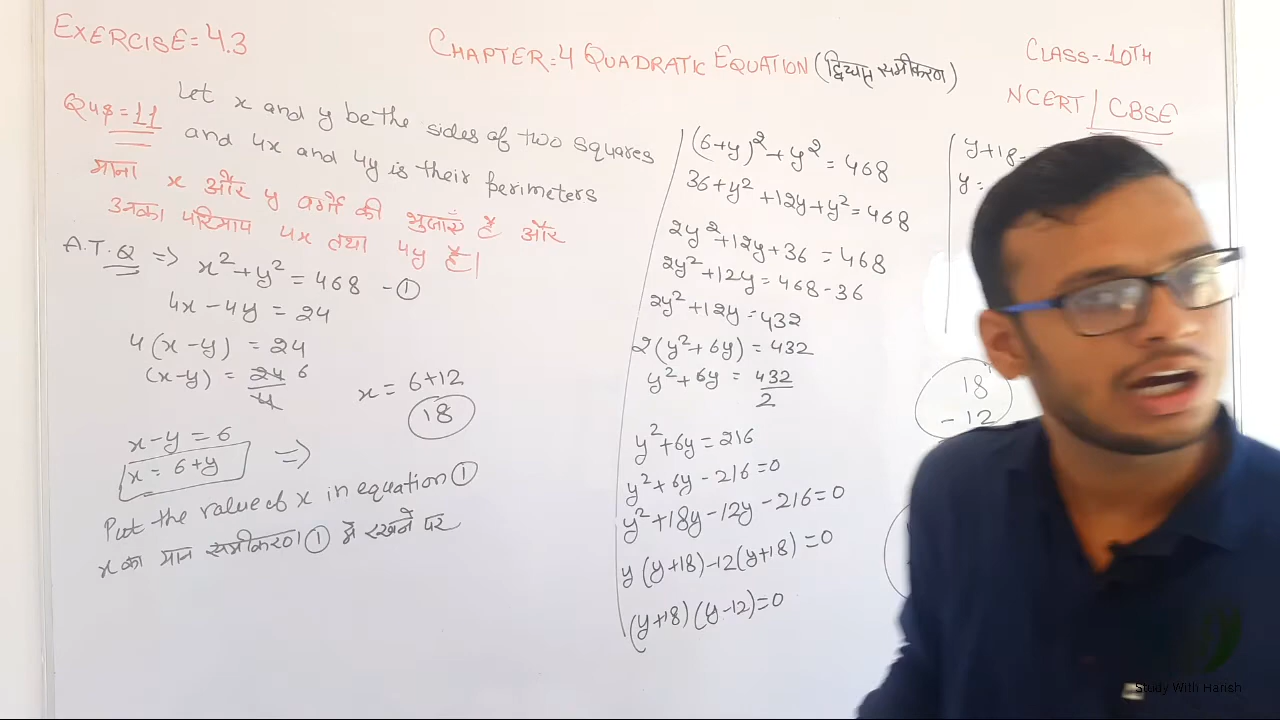 EXERCISE=4.3
CHAPTER=4 QUADRATIC EQUATION (द्विघात समीकरण)
CLASS=10TH
NCERT / CBSE
Qus=11
Let x and y be the sides of two squares
and 4x and 4y is their perimeters
माना x और y वर्गों की भुजाएँ हैं और
उनका परिमाप 4x तथा 4y है।
A.T.Q => x²+y² = 468 -①
4x-4y = 24
4(x-y) = 24
(x-y) = 24/4 6
x-y = 6
x = 6+y =>
x = 6+12
18
Put the value of x in equation ①
x का मान समीकरण ① में रखने पर
(6+y)²+y² = 468
36+y²+12y+y² = 468
2y²+12y+36 = 468
2y²+12y = 468-36
2y²+12y = 432
2(y²+6y) = 432
y²+6y = 432/2
y²+6y = 216
y²+6y-216=0
y²+18y-12y-216=0
y(y+18)-12(y+18)=0
(y+18)(y-12)=0
y+18=
y=
18
-12
Study With Harish